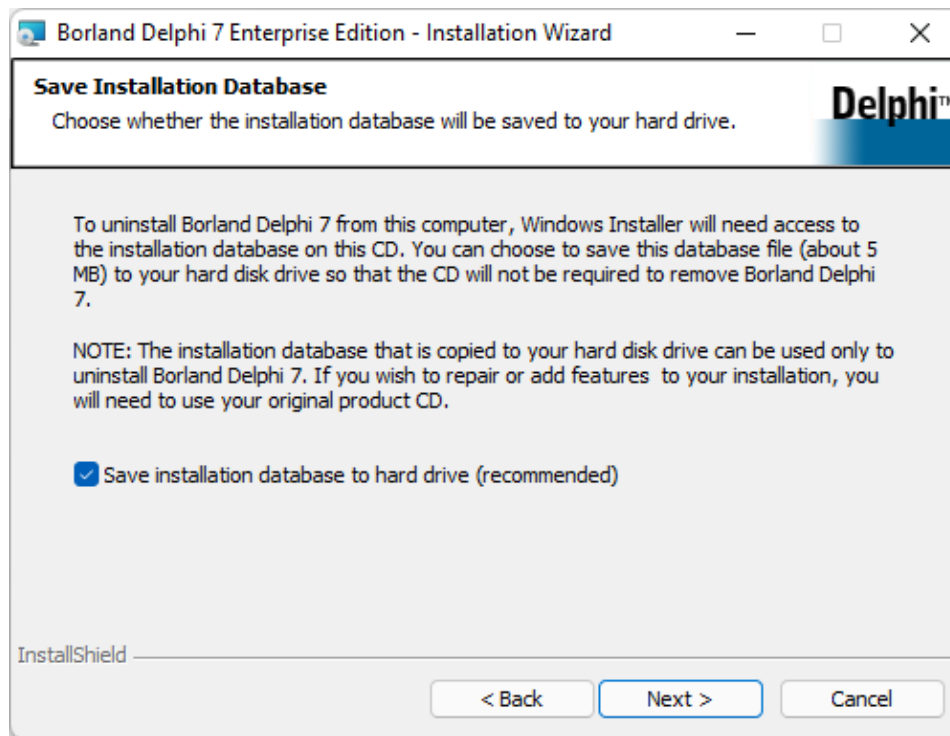 Borland Delphi 7 Enterprise Edition - Installation Wizard
Save Installation Database
Choose whether the installation database will be saved to your hard drive.
Delphi™
To uninstall Borland Delphi 7 from this computer, Windows Installer will need access to
the installation database on this CD. You can choose to save this database file (about 5
MB) to your hard disk drive so that the CD will not be required to remove Borland Delphi
7.
NOTE: The installation database that is copied to your hard disk drive can be used only to
uninstall Borland Delphi 7. If you wish to repair or add features  to your installation, you
will need to use your original product CD.
Save installation database to hard drive (recommended)
InstallShield
< Back
Next >
Cancel